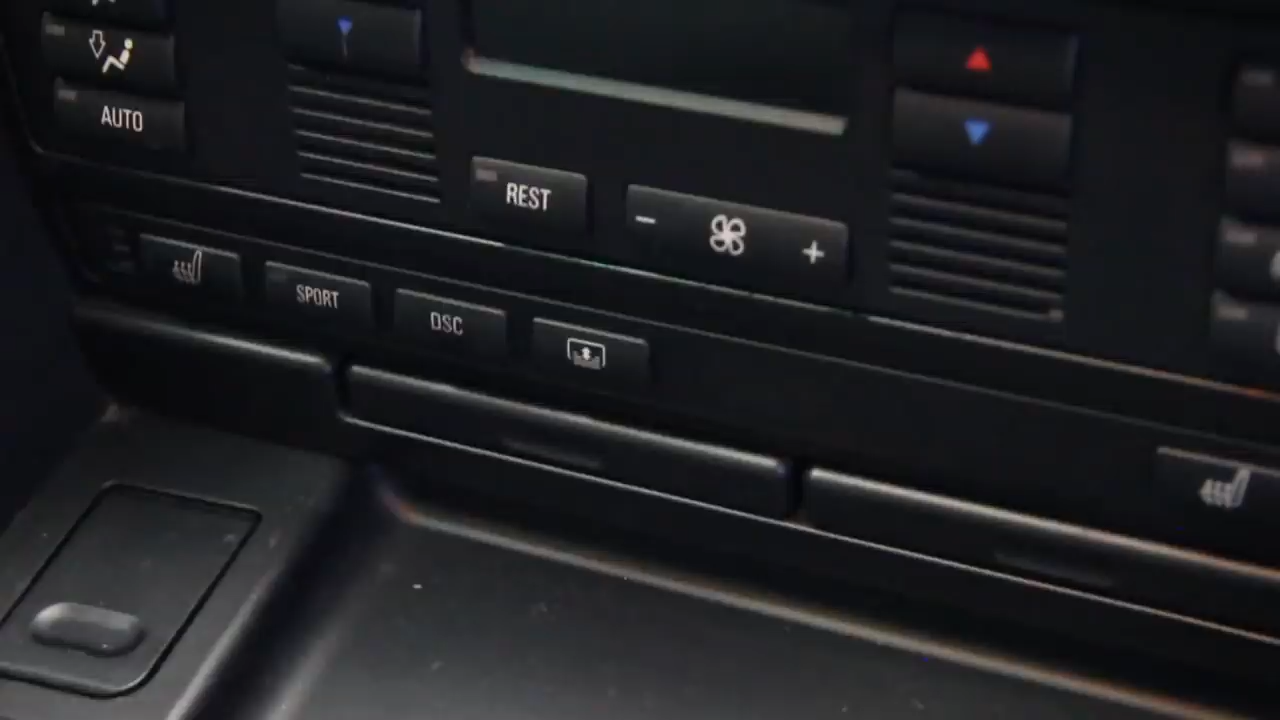 AUTO
REST
- +
SPORT
DSC